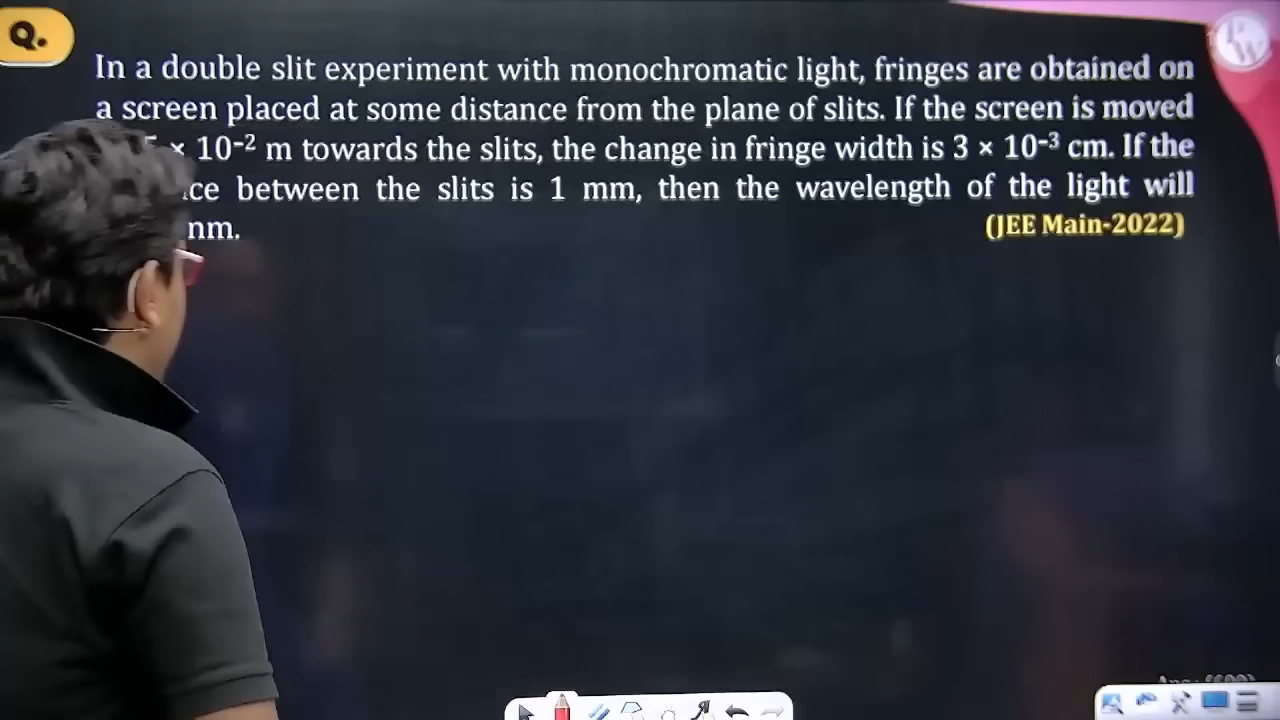 Q.
In a double slit experiment with monochromatic light, fringes are obtained on
a screen placed at some distance from the plane of slits. If the screen is moved
× 10⁻² m towards the slits, the change in fringe width is 3 × 10⁻³ cm. If the
between the slits is 1 mm, then the wavelength of the light will
nm.
(JEE Main-2022)
PW